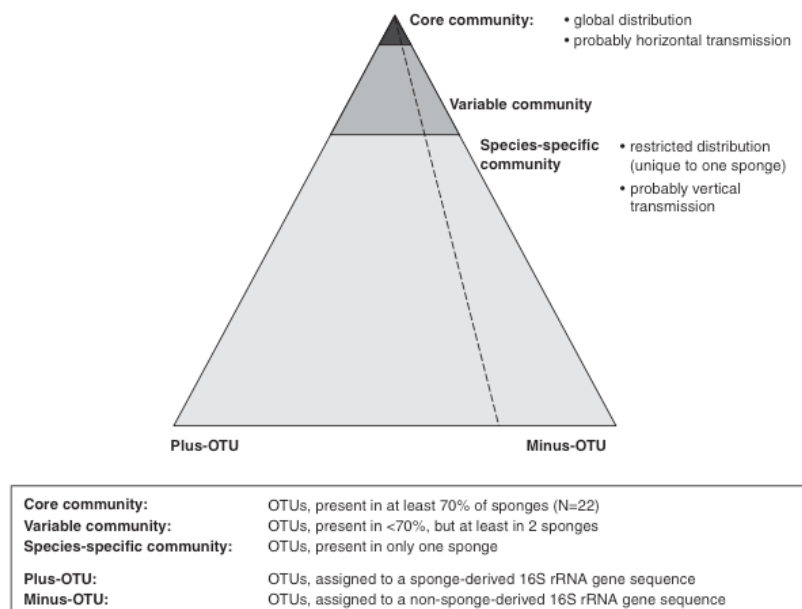 Core community:
• global distribution
• probably horizontal transmission
Variable community
Species-specific
community
• restricted distribution
(unique to one sponge)
• probably vertical
transmission
Plus-OTU
Minus-OTU
Core community: OTUs, present in at least 70% of sponges (N=22)
Variable community: OTUs, present in <70%, but at least in 2 sponges
Species-specific community: OTUs, present in only one sponge
Plus-OTU: OTUs, assigned to a sponge-derived 16S rRNA gene sequence
Minus-OTU: OTUs, assigned to a non-sponge-derived 16S rRNA gene sequence